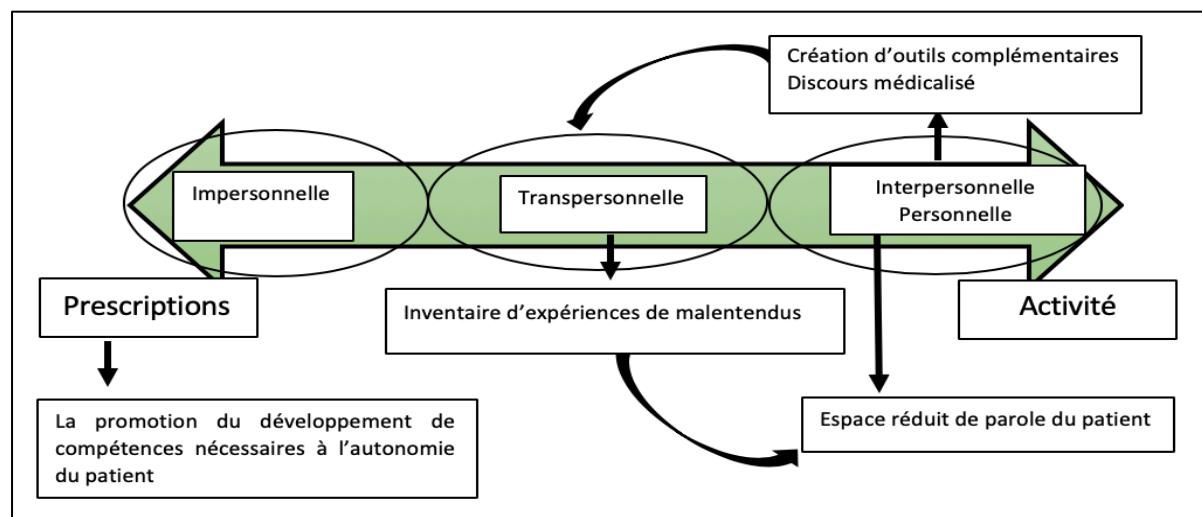 Création d’outils complémentaires
Discours médicalisé
Impersonnelle
Transpersonnelle
Interpersonnelle
Personnelle
Prescriptions
Inventaire d’expériences de malentendus
Activité
La promotion du développement de
compétences nécessaires à l’autonomie
du patient
Espace réduit de parole du patient